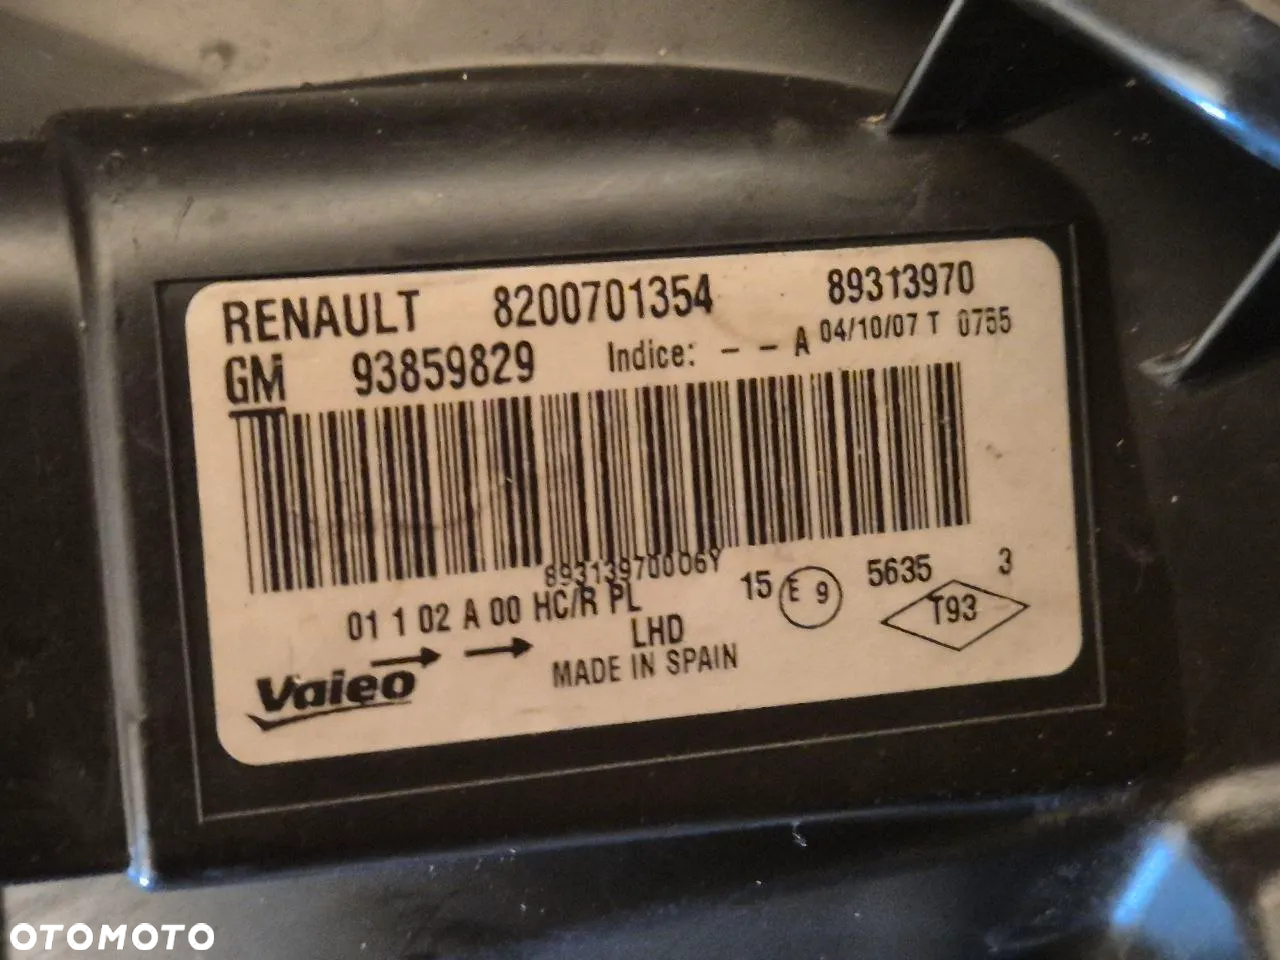 RENAULT 8200701354 89313970
GM 93859829 Indice: - - A 04/10/07 T 0755
89313970006Y
01 1 02 A 00 HC/R PL 15 E 9 5635 3
LHD T93
Valeo MADE IN SPAIN
OTOMOTO